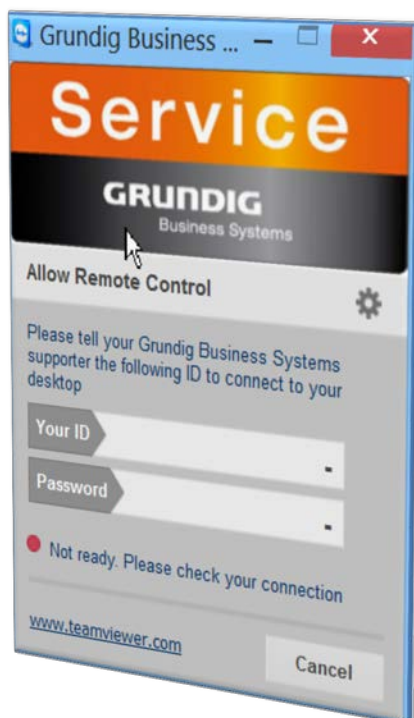 Grundig Business ...
Service
GRUNDIG
Business Systems
Allow Remote Control
Please tell your Grundig Business Systems
supporter the following ID to connect to your
desktop
Your ID
-
Password
-
Not ready. Please check your connection
www.teamviewer.com
Cancel